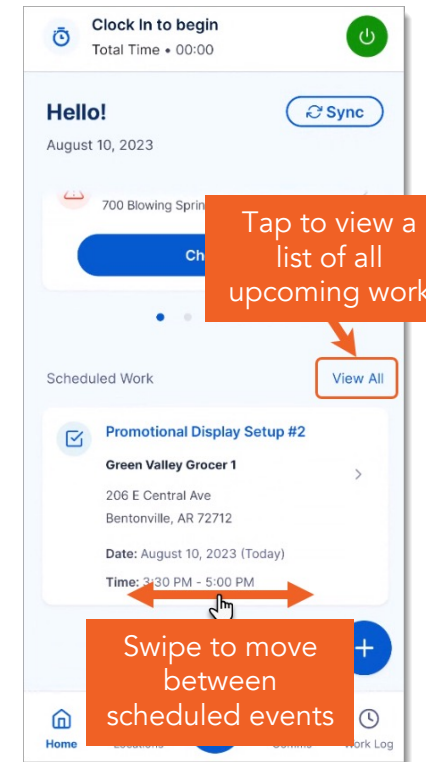 Clock In to begin
Total Time • 00:00
Hello!
Sync
August 10, 2023
700 Blowing
Tap to view a
list of all
upcoming work
Scheduled Work
View All
Promotional Display Setup #2
Green Valley Grocer 1
206 E Central Ave
Bentonville, AR 72712
Date: August 10, 2023 (Today)
Time: 3:30 PM - 5:00 PM
Swipe to move
between
scheduled events
Home
Work Log